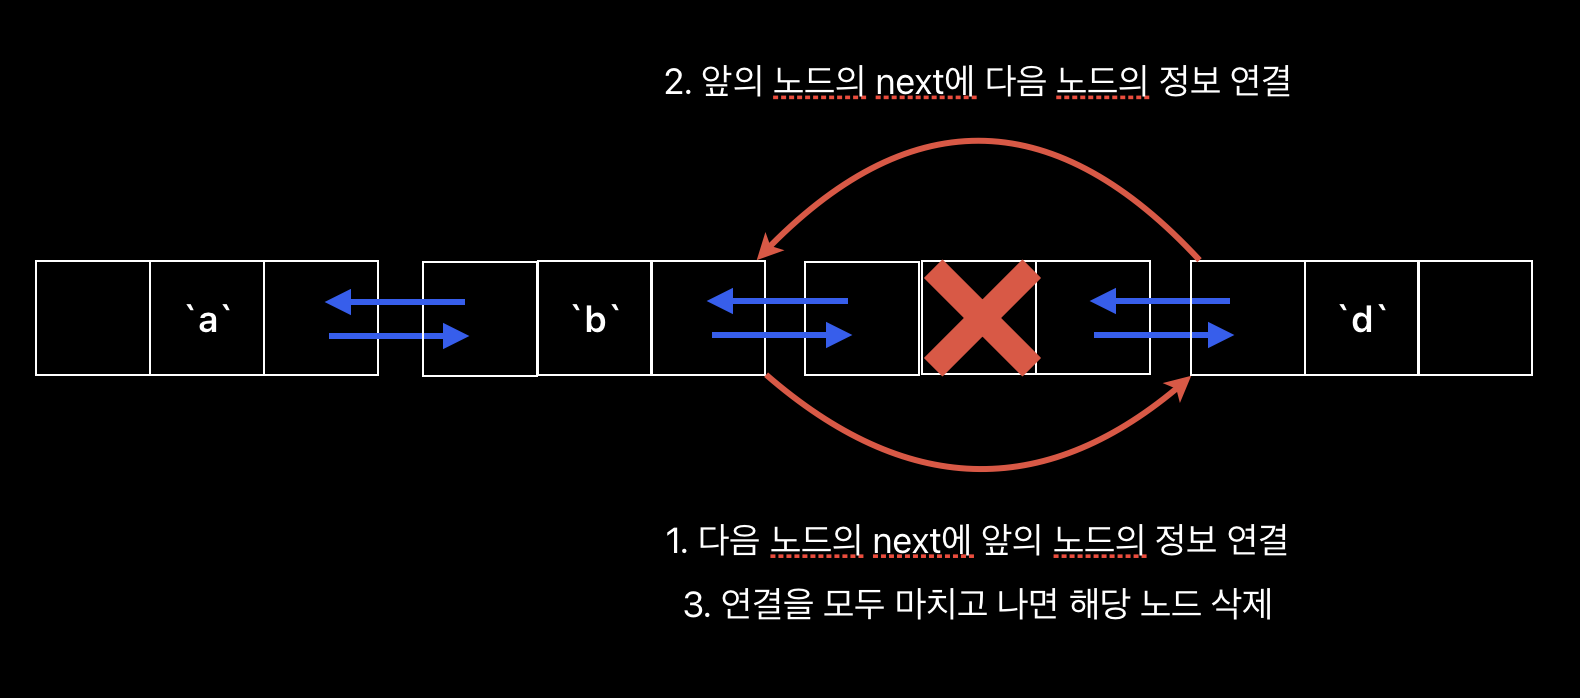 2. 앞의 노드의 next에 다음 노드의 정보 연결
`a` `b` `d`
1. 다음 노드의 next에 앞의 노드의 정보 연결
3. 연결을 모두 마치고 나면 해당 노드 삭제